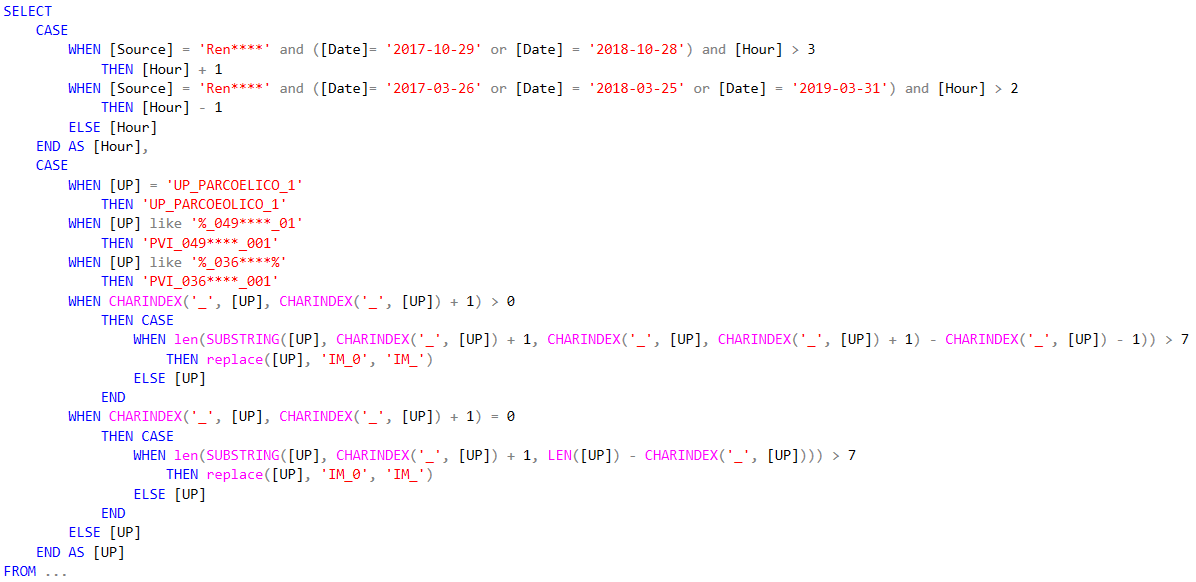 SELECT
    CASE
        WHEN [Source] = 'Ren****' and ([Date]= '2017-10-29' or [Date] = '2018-10-28') and [Hour] > 3
            THEN [Hour] + 1
        WHEN [Source] = 'Ren****' and ([Date]= '2017-03-26' or [Date] = '2018-03-25' or [Date] = '2019-03-31') and [Hour] > 2
            THEN [Hour] - 1
        ELSE [Hour]
    END AS [Hour],
    CASE
        WHEN [UP] = 'UP_PARCOELICO_1'
            THEN 'UP_PARCOEOLICO_1'
        WHEN [UP] like '%_049****_01'
            THEN 'PVI_049****_001'
        WHEN [UP] like '%_036****%'
            THEN 'PVI_036****_001'
        WHEN CHARINDEX('_', [UP], CHARINDEX('_', [UP]) + 1) > 0
            THEN CASE
                WHEN len(SUBSTRING([UP], CHARINDEX('_', [UP]) + 1, CHARINDEX('_', [UP], CHARINDEX('_', [UP]) + 1) - CHARINDEX('_', [UP]) - 1)) > 7
                    THEN replace([UP], 'IM_0', 'IM_')
                ELSE [UP]
            END
        WHEN CHARINDEX('_', [UP], CHARINDEX('_', [UP]) + 1) = 0
            THEN CASE
                WHEN len(SUBSTRING([UP], CHARINDEX('_', [UP]) + 1, LEN([UP]) - CHARINDEX('_', [UP]))) > 7
                    THEN replace([UP], 'IM_0', 'IM_')
                ELSE [UP]
            END
        ELSE [UP]
    END AS [UP]
FROM ...